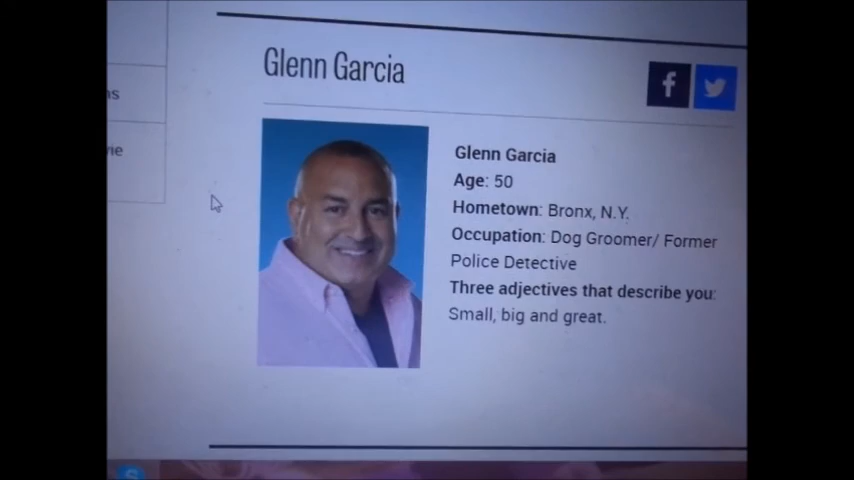 Glenn Garcia
Glenn Garcia
Age: 50
Hometown: Bronx, N.Y.
Occupation: Dog Groomer/ Former
Police Detective
Three adjectives that describe you:
Small, big and great.